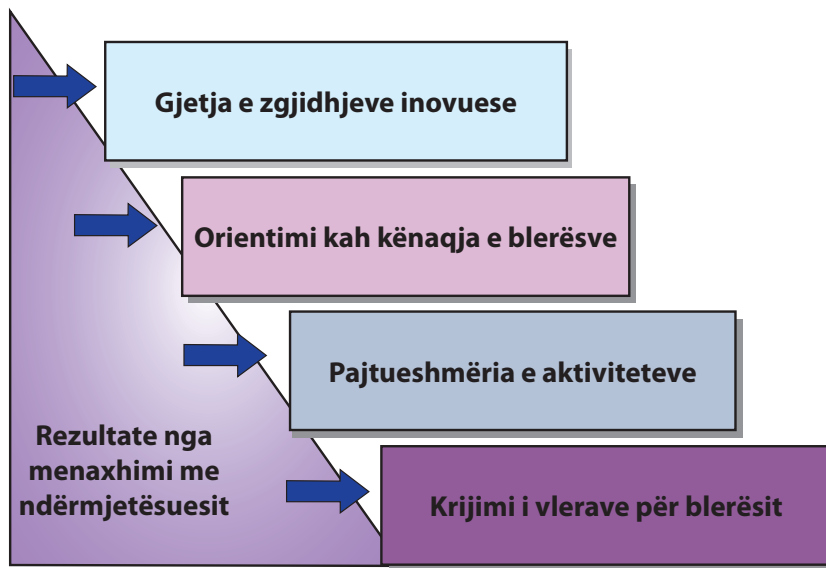 Gjetja e zgjidhjeve inovuese
Orientimi kah kënaqja e blerësve
Pajtueshmëria e aktiviteteve
Rezultate nga
menaxhimi me
ndërmjetësuesit
Krijimi i vlerave për blerësit